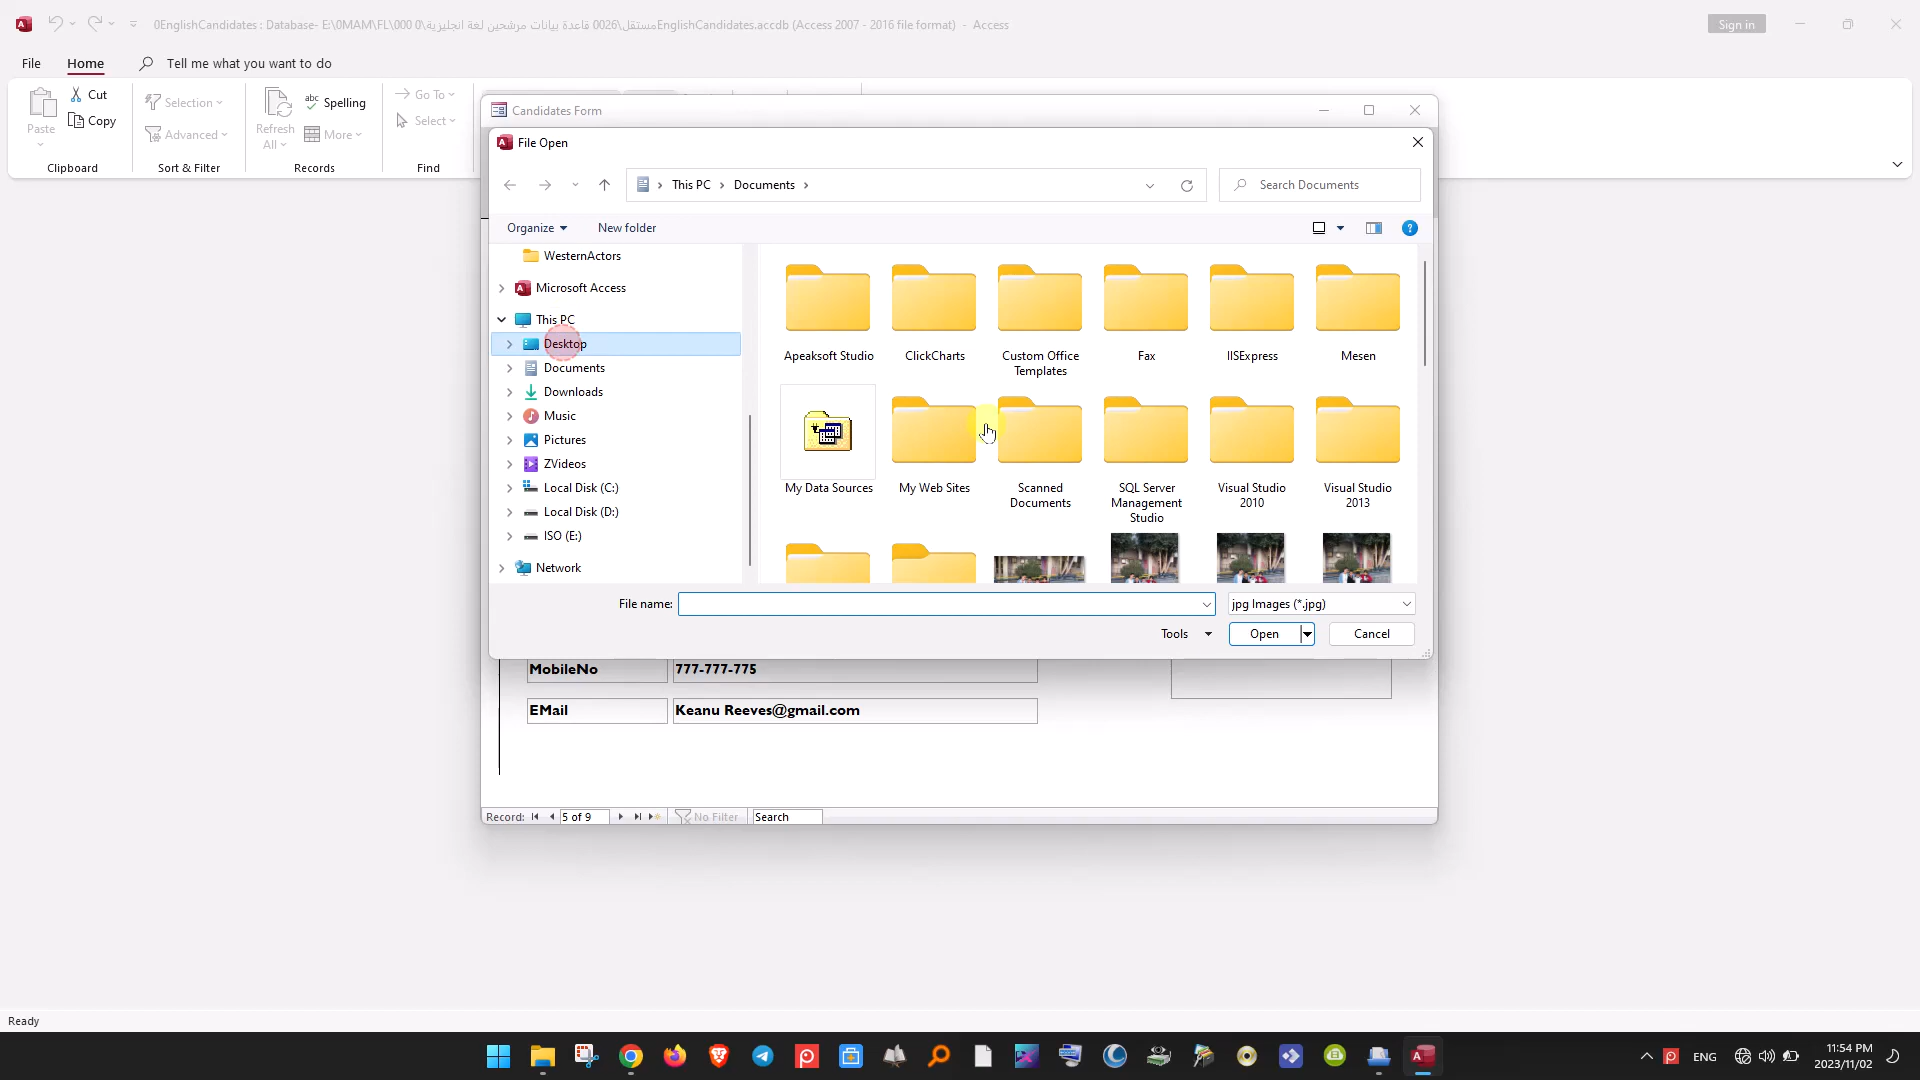 0EnglishCandidates : Database- E:\0MAM\FL\000 مستقل\0026 قاعدة بيانات مرشحين لغة انجليزية\0EnglishCandidates.accdb (Access 2007 - 2016 file format) - Access
Sign in
File
Home
Tell me what you want to do
Paste
Cut
Copy
Clipboard
Selection
Advanced
Sort & Filter
Refresh All
abc Spelling
More
Records
Go To
Select
Find
Candidates Form
File Open
This PC > Documents >
Search Documents
Organize
New folder
WesternActors
Microsoft Access
This PC
Desktop
Documents
Downloads
Music
Pictures
ZVideos
Local Disk (C:)
Local Disk (D:)
ISO (E:)
Network
Apeaksoft Studio
ClickCharts
Custom Office Templates
Fax
IISExpress
Mesen
My Data Sources
My Web Sites
Scanned Documents
SQL Server Management Studio
Visual Studio 2010
Visual Studio 2013
File name:
jpg Images (*.jpg)
Tools
Open
Cancel
MobileNo
777-777-775
EMail
Keanu Reeves@gmail.com
Record:
5 of 9
No Filter
Search
Ready
ENG
11:54 PM
2023/11/02